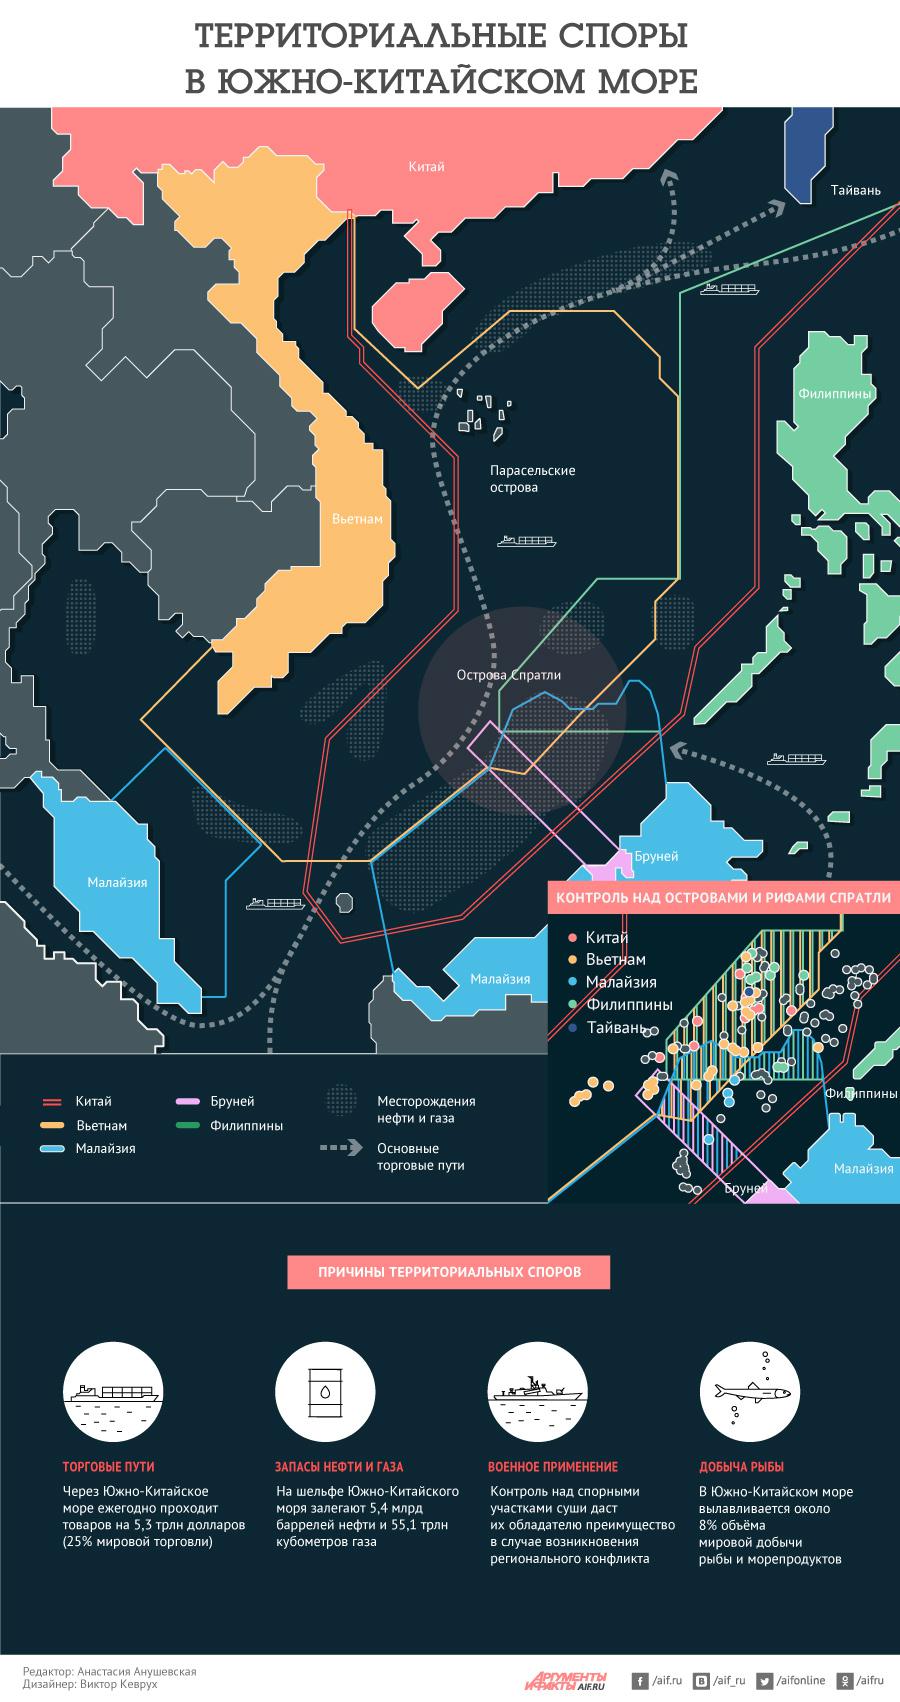 ТЕРРИТОРИАЛЬНЫЕ СПОРЫ
В ЮЖНО-КИТАЙСКОМ МОРЕ
Китай
Тайвань
Филиппины
Парасельские
острова
Вьетнам
Острова Спратли
Малайзия
Бруней
Малайзия
КОНТРОЛЬ НАД ОСТРОВАМИ И РИФАМИ СПРАТЛИ
Китай
Вьетнам
Малайзия
Филиппины
Тайвань
Филиппины
Малайзия
Бруней
Китай
Вьетнам
Малайзия
Бруней
Филиппины
Месторождения
нефти и газа
Основные
торговые пути
ПРИЧИНЫ ТЕРРИТОРИАЛЬНЫХ СПОРОВ
ТОРГОВЫЕ ПУТИ
Через Южно-Китайское
море ежегодно проходит
товаров на 5,3 трлн долларов
(25% мировой торговли)
ЗАПАСЫ НЕФТИ И ГАЗА
На шельфе Южно-Китайского
моря залегают 5,4 млрд
баррелей нефти и 55,1 трлн
кубометров газа
ВОЕННОЕ ПРИМЕНЕНИЕ
Контроль над спорными
участками суши даст
их обладателю преимущество
в случае возникновения
регионального конфликта
ДОБЫЧА РЫБЫ
В Южно-Китайском море
вылавливается около
8% объёма
мировой добычи
рыбы и морепродуктов
Редактор: Анастасия Анушевская
Дизайнер: Виктор Кеврух
АРГУМЕНТЫ
И ФАКТЫ AIF.RU
/aif.ru
/aif_ru
/aifonline
/aifru